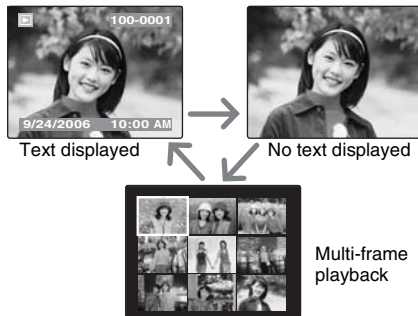 100-0001
9/24/2006 10:00 AM
Text displayed
No text displayed
Multi-frame
playback